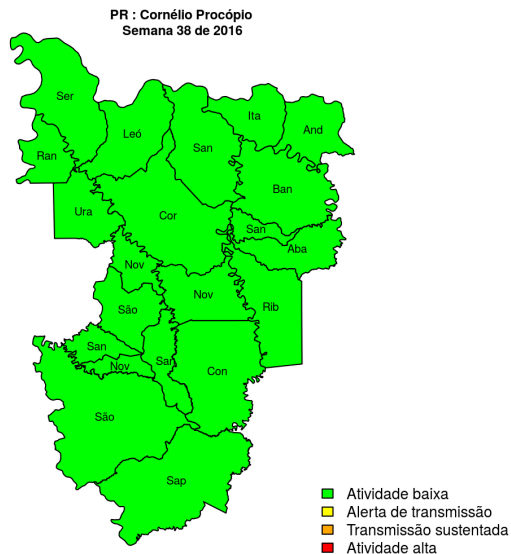 PR : Cornélio Procópio
Semana 38 de 2016
Ser
Leó
Ita
And
San
Ran
Ban
Ura
Cor
San
Aba
Nov
Nov
São
Rib
San
San
Nov
Con
São
Sap
Atividade baixa
Alerta de transmissão
Transmissão sustentada
Atividade alta